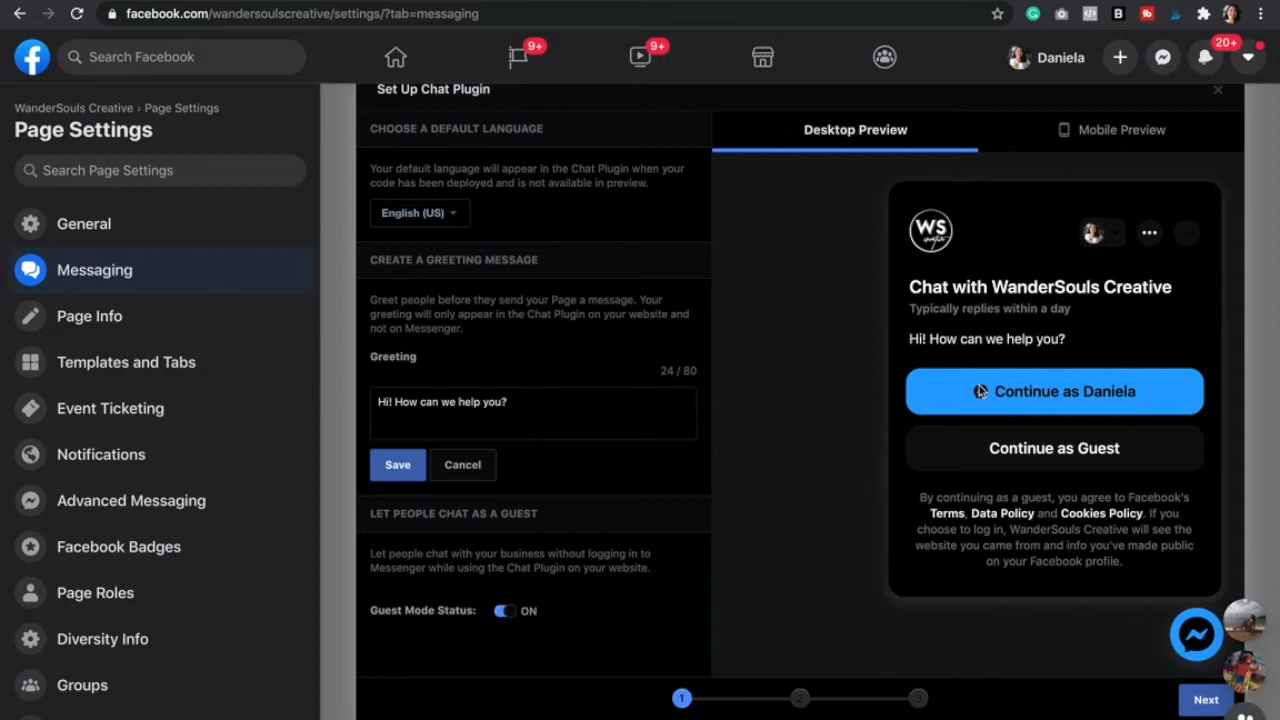 facebook.com/wandersoulscreative/settings/?tab=messaging
Search Facebook
9+
9+
Daniela
20+
WanderSouls Creative › Page Settings
Page Settings
Search Page Settings
General
Messaging
Page Info
Templates and Tabs
Event Ticketing
Notifications
Advanced Messaging
Facebook Badges
Page Roles
Diversity Info
Groups
Set Up Chat Plugin
CHOOSE A DEFAULT LANGUAGE
Your default language will appear in the Chat Plugin when your
code has been deployed and is not available in preview.
English (US)
CREATE A GREETING MESSAGE
Greet people before they send your Page a message. Your
greeting will only appear in the Chat Plugin on your website and
not on Messenger.
Greeting
24 / 80
Hi! How can we help you?
Save
Cancel
LET PEOPLE CHAT AS A GUEST
Let people chat with your business without logging in to
Messenger while using the Chat Plugin on your website.
Guest Mode Status:
ON
Desktop Preview
Mobile Preview
WS
creative
Chat with WanderSouls Creative
Typically replies within a day
Hi! How can we help you?
Continue as Daniela
Continue as Guest
By continuing as a guest, you agree to Facebook's
Terms, Data Policy and Cookies Policy. If you
choose to log in, WanderSouls Creative will see the
website you came from and info you've made public
on your Facebook profile.
1
2
3
Next